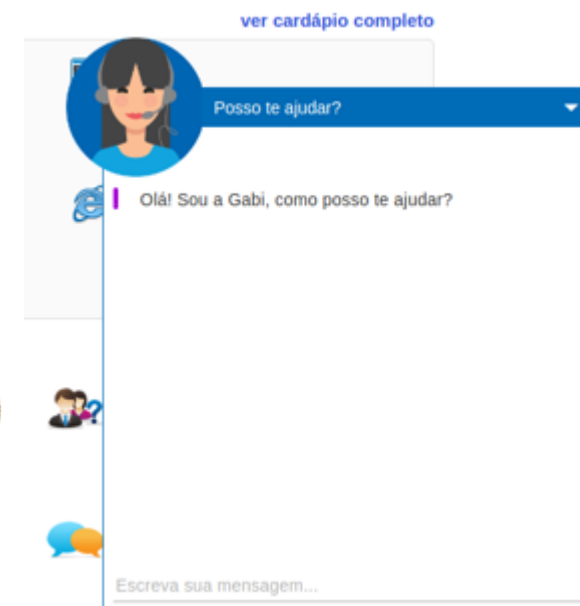 ver cardápio completo
Posso te ajudar?
Olá! Sou a Gabi, como posso te ajudar?
Escreva sua mensagem...